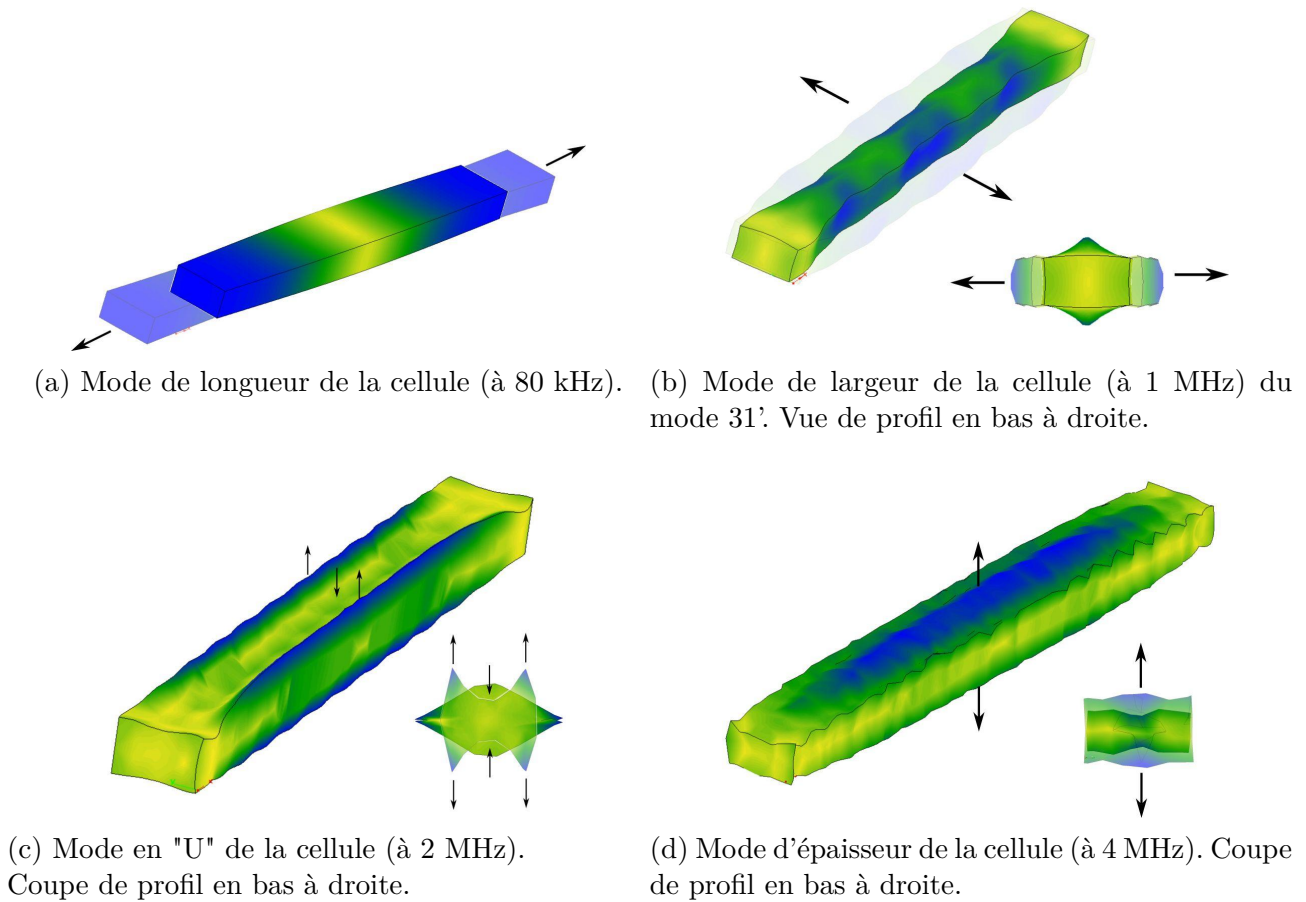 (a) Mode de longueur de la cellule (à 80 kHz).
(b) Mode de largeur de la cellule (à 1 MHz) du
mode 31’. Vue de profil en bas à droite.
(c) Mode en "U" de la cellule (à 2 MHz).
Coupe de profil en bas à droite.
(d) Mode d’épaisseur de la cellule (à 4 MHz). Coupe
de profil en bas à droite.